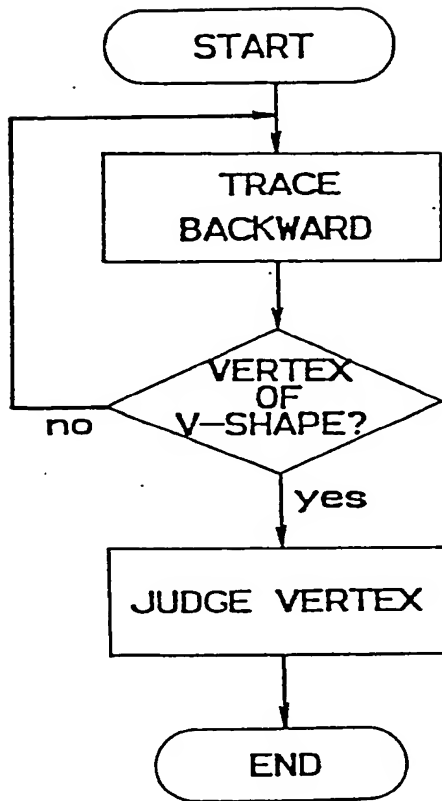 START
TRACE
BACKWARD
VERTEX
OF
V-SHAPE?
no
yes
JUDGE VERTEX
END